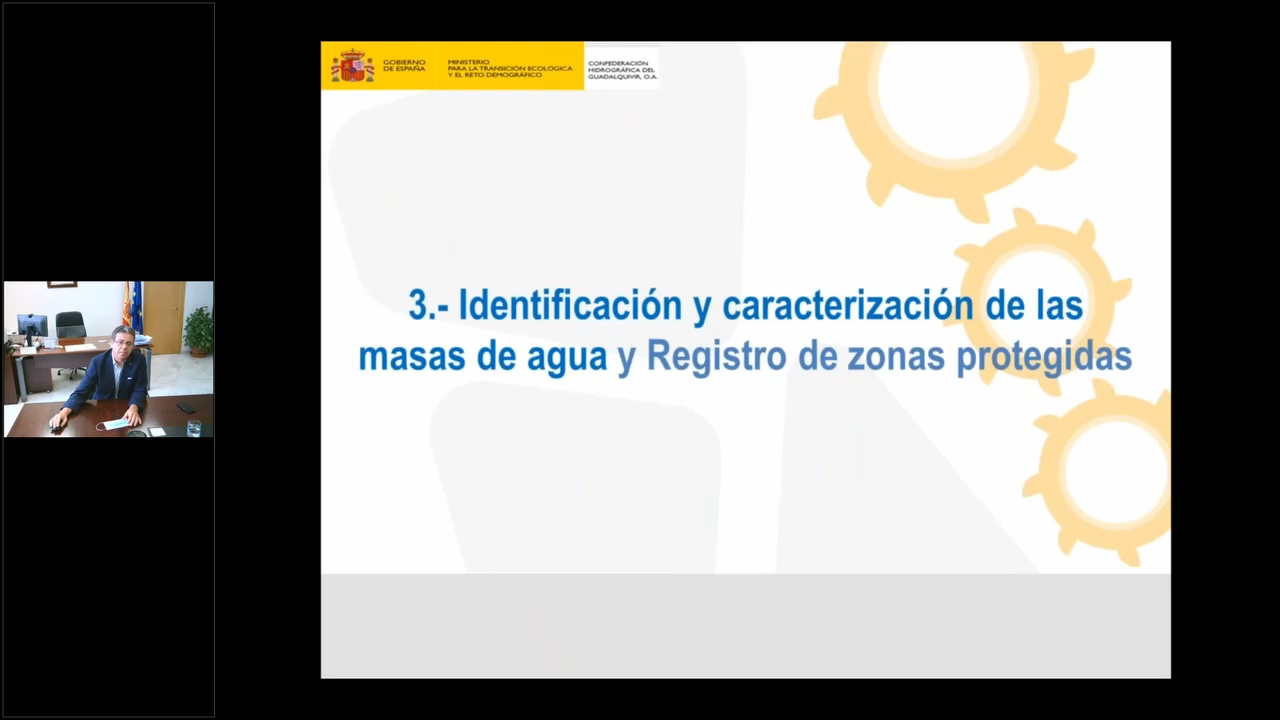 GOBIERNO
DE ESPAÑA
MINISTERIO
PARA LA TRANSICIÓN ECOLÓGICA
Y EL RETO DEMOGRÁFICO
CONFEDERACIÓN
HIDROGRÁFICA DEL
GUADALQUIVIR, O.A.
3.- Identificación y caracterización de las
masas de agua y Registro de zonas protegidas